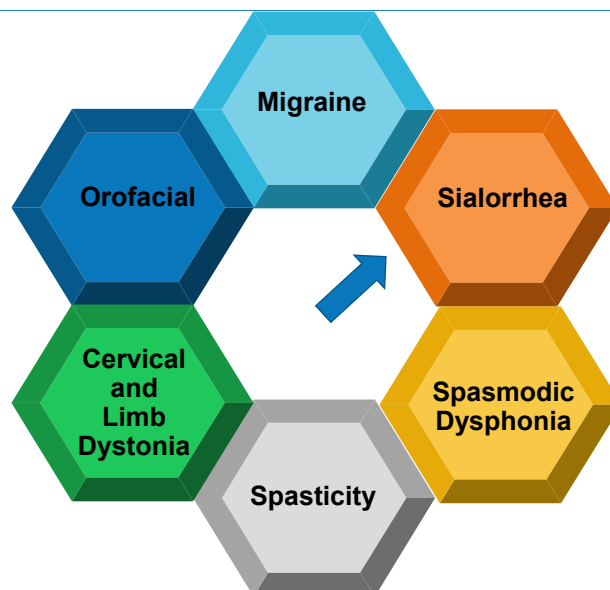 Migraine
Orofacial
Sialorrhea
Cervical
and
Limb
Dystonia
Spasmodic
Dysphonia
Spasticity